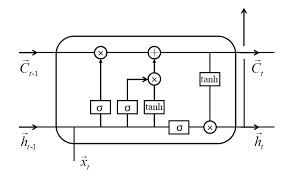 × + 
C⃗t-1 tanh C⃗t
×
σ σ tanh
σ ×
h⃗t-1 h⃗t
x⃗t